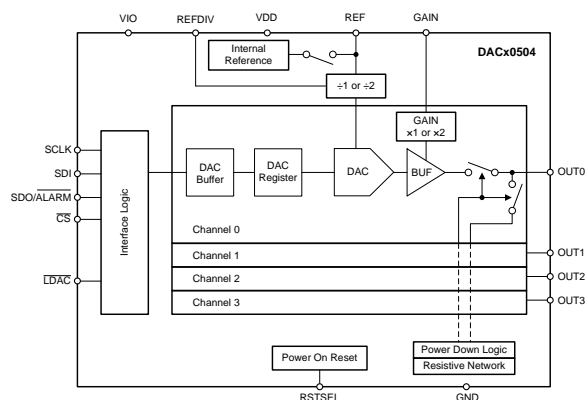 VIO
REFDIV
VDD
REF
GAIN
DACx0504
Internal
Reference
÷1 or ÷2
GAIN
×1 or ×2
SCLK
SDI
SDO/ALARM
CS
LDAC
Interface Logic
DAC
Buffer
DAC
Register
DAC
BUF
OUT0
Channel 0
Channel 1
OUT1
Channel 2
OUT2
Channel 3
OUT3
Power On Reset
Power Down Logic
Resistive Network
RSTSEL
GND